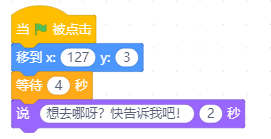 当 被点击
移到 x: 127 y: 3
等待 4 秒
说 想去哪呀？快告诉我吧！ 2 秒